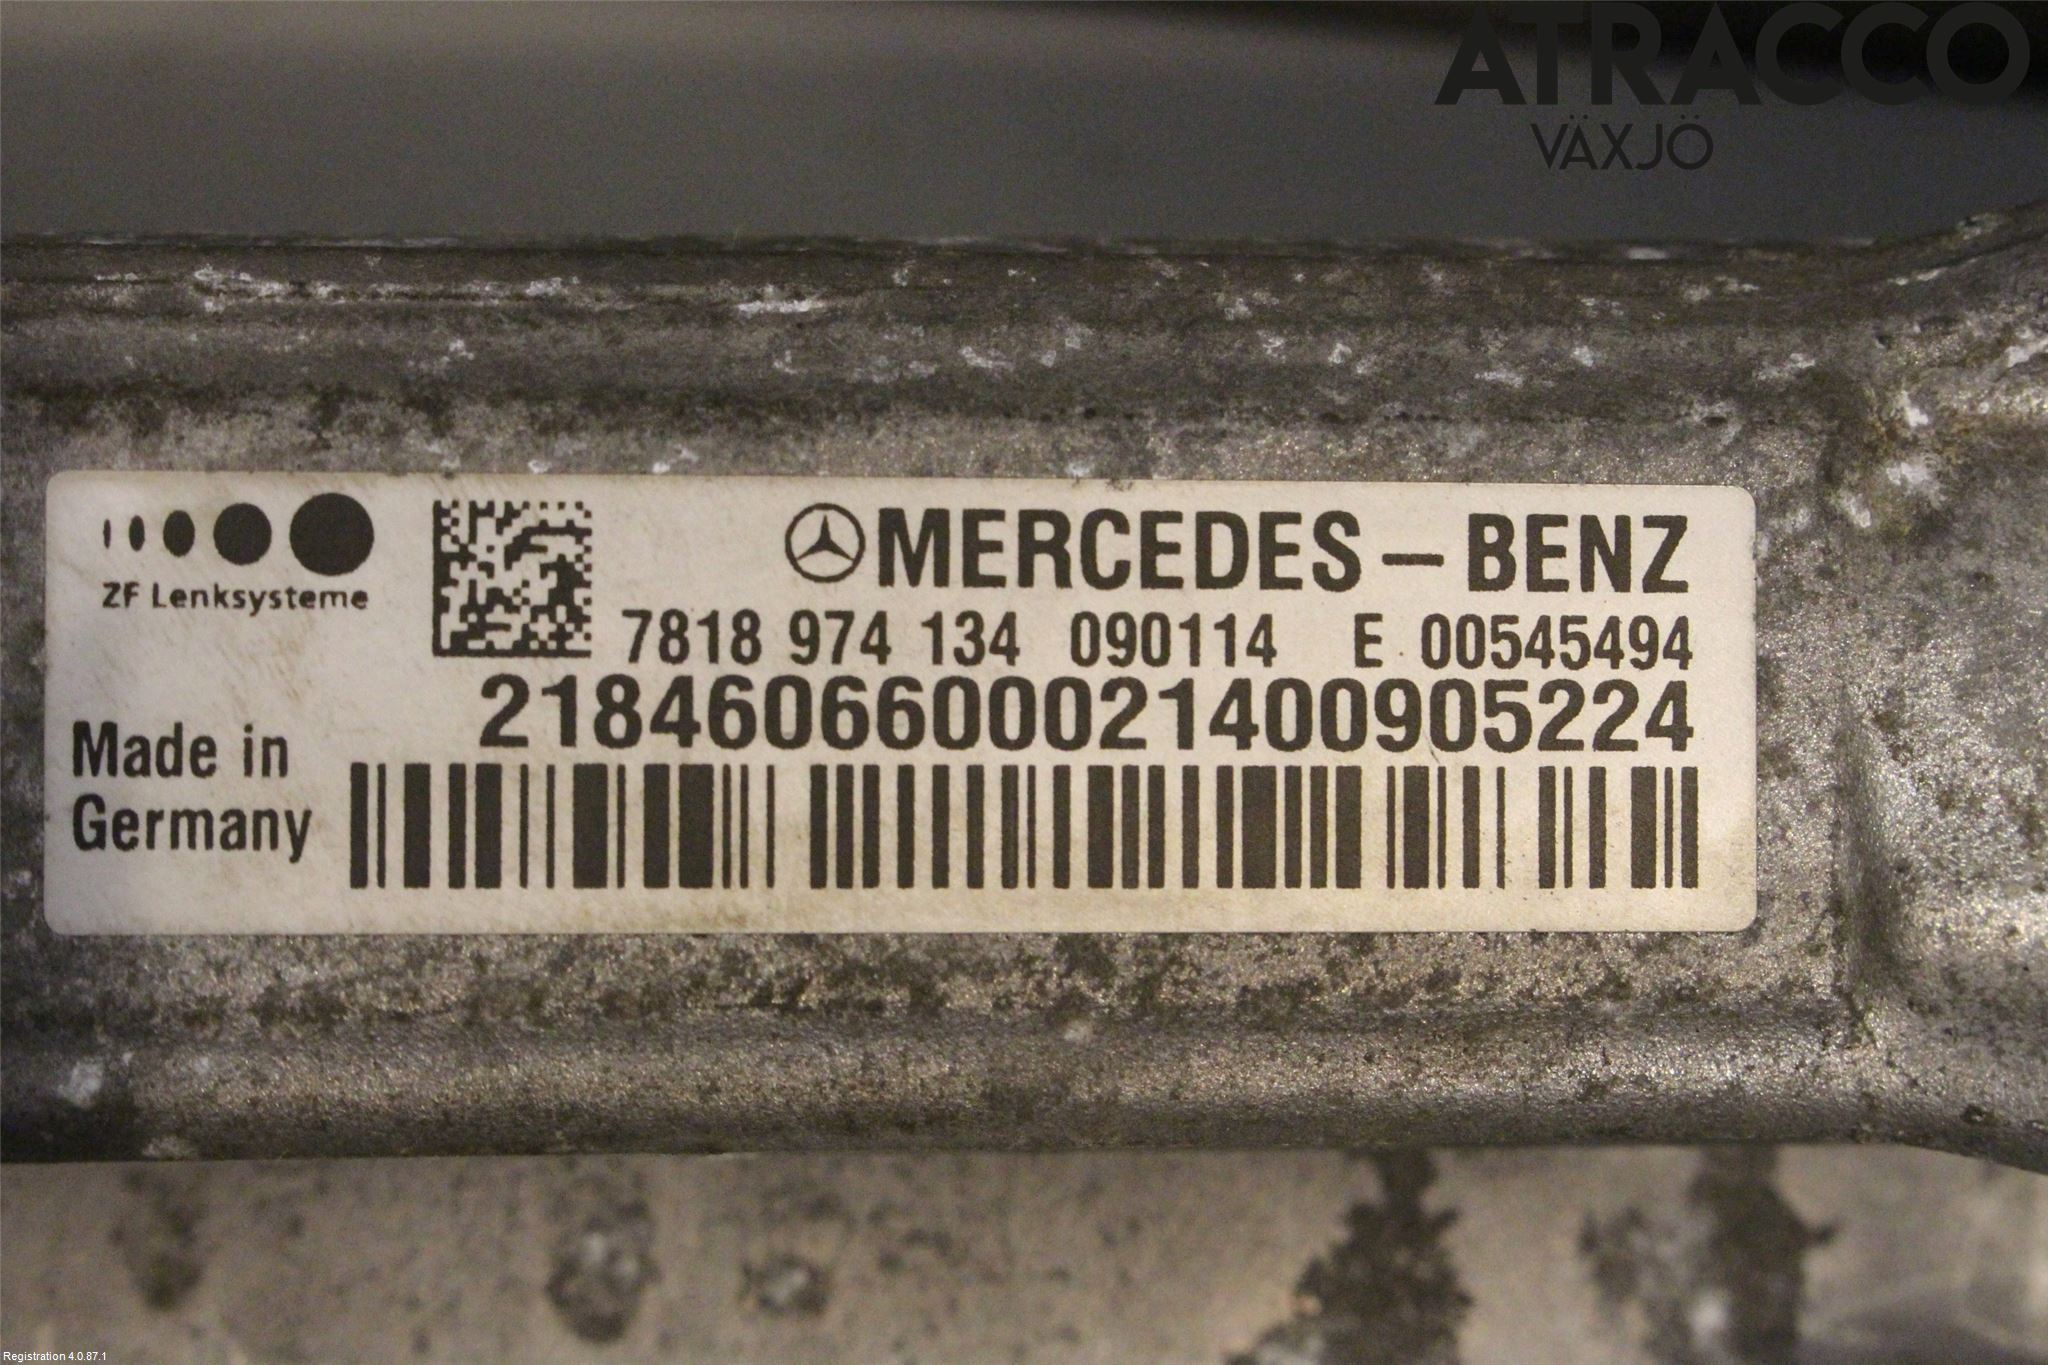 ATRACCO
VÄXJÖ
ZF Lenksysteme
MERCEDES-BENZ
7818 974 134 090114 E 00545494
2184606600021400905224
Made in
Germany
Registration 4.0.87.1